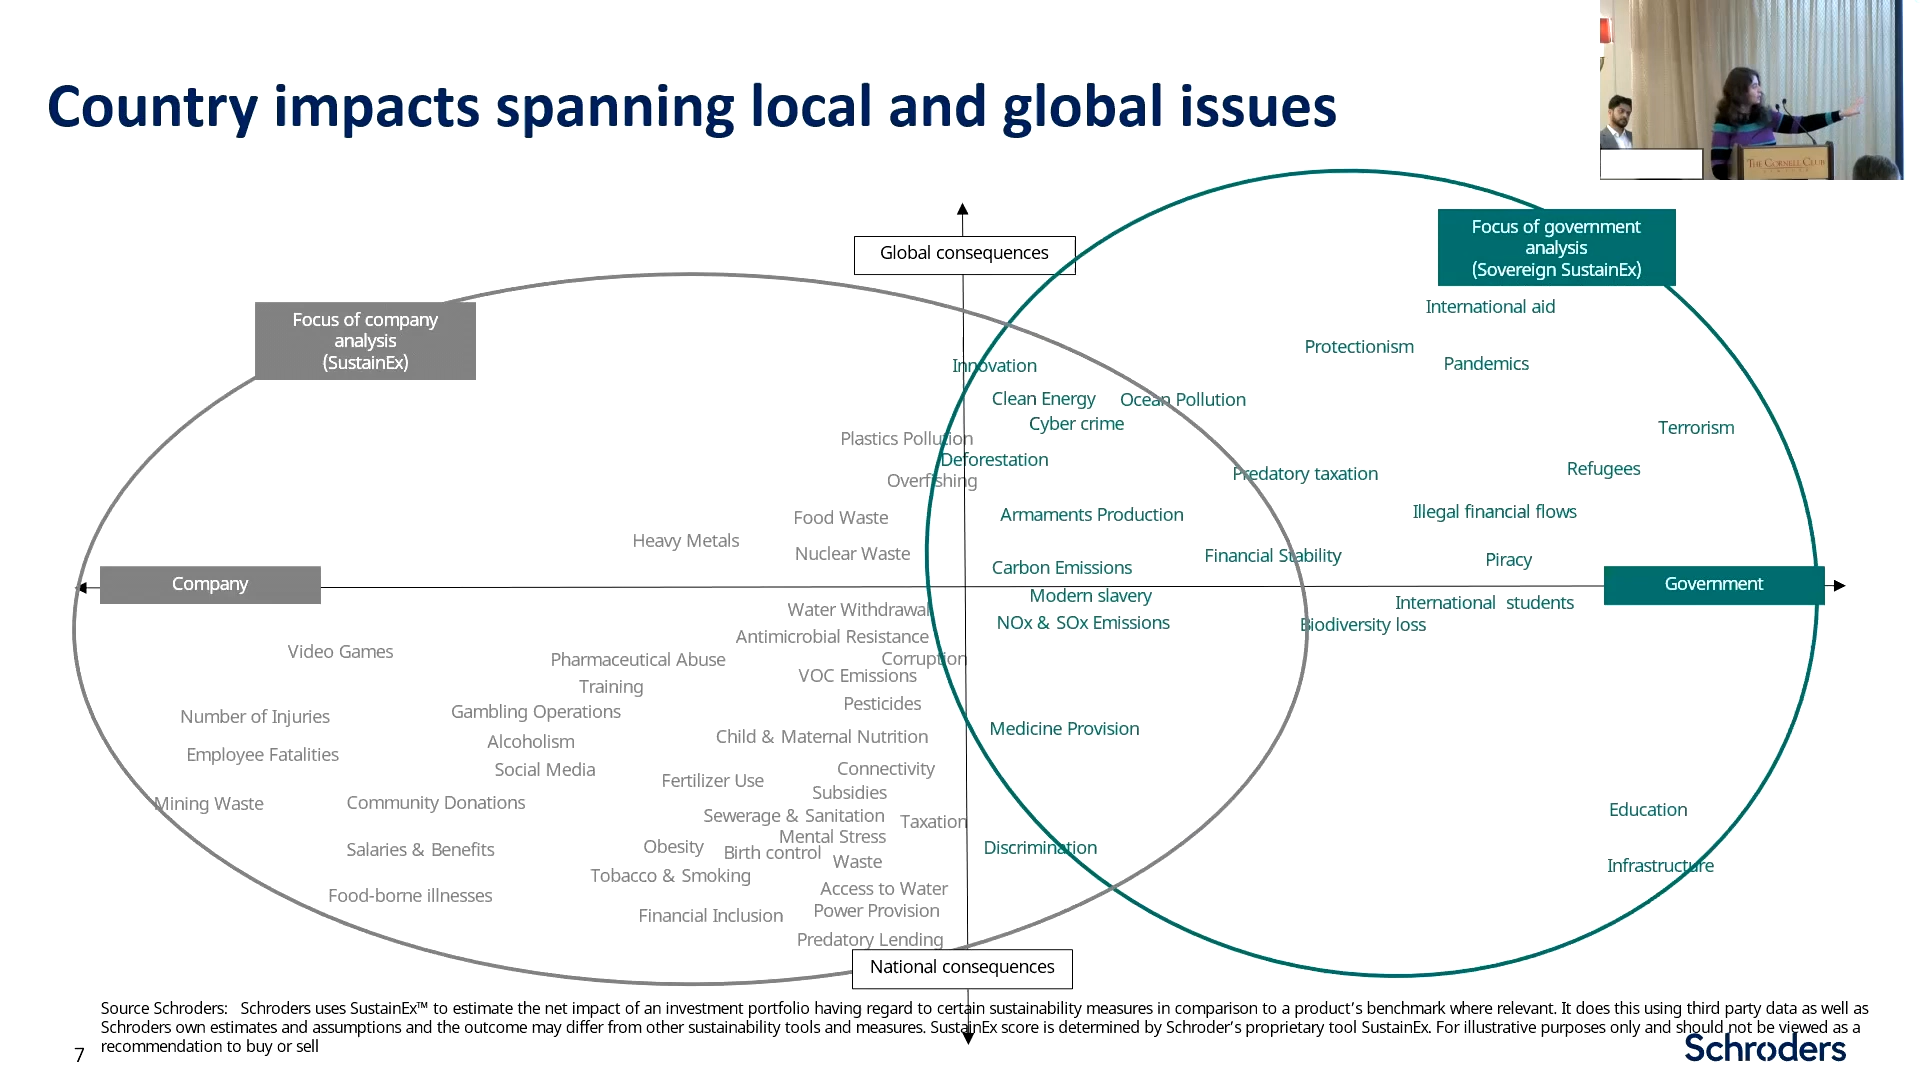 Country impacts spanning local and global issues
THE CORNELL CLUB
Focus of government
analysis
(Sovereign SustainEx)
Global consequences
Focus of company
analysis
(SustainEx)
International aid
Protectionism
Pandemics
Innovation
Clean Energy
Ocean Pollution
Cyber crime
Terrorism
Plastics Pollution
Deforestation
Refugees
Predatory taxation
Overfishing
Illegal financial flows
Armaments Production
Food Waste
Heavy Metals
Nuclear Waste
Financial Stability
Piracy
Carbon Emissions
Company
Government
Modern slavery
International students
Water Withdrawal
NOx & SOx Emissions
Biodiversity loss
Antimicrobial Resistance
Video Games
Pharmaceutical Abuse
Corruption
VOC Emissions
Training
Pesticides
Number of Injuries
Gambling Operations
Medicine Provision
Child & Maternal Nutrition
Alcoholism
Employee Fatalities
Social Media
Connectivity
Fertilizer Use
Subsidies
Mining Waste
Community Donations
Education
Sewerage & Sanitation
Taxation
Mental Stress
Salaries & Benefits
Obesity
Birth control
Discrimination
Waste
Infrastructure
Tobacco & Smoking
Access to Water
Food-borne illnesses
Financial Inclusion
Power Provision
Predatory Lending
National consequences
Source Schroders: Schroders uses SustainEx™ to estimate the net impact of an investment portfolio having regard to certain sustainability measures in comparison to a product’s benchmark where relevant. It does this using third party data as well as
Schroders own estimates and assumptions and the outcome may differ from other sustainability tools and measures. SustainEx score is determined by Schroder’s proprietary tool SustainEx. For illustrative purposes only and should not be viewed as a
recommendation to buy or sell
7
Schroders